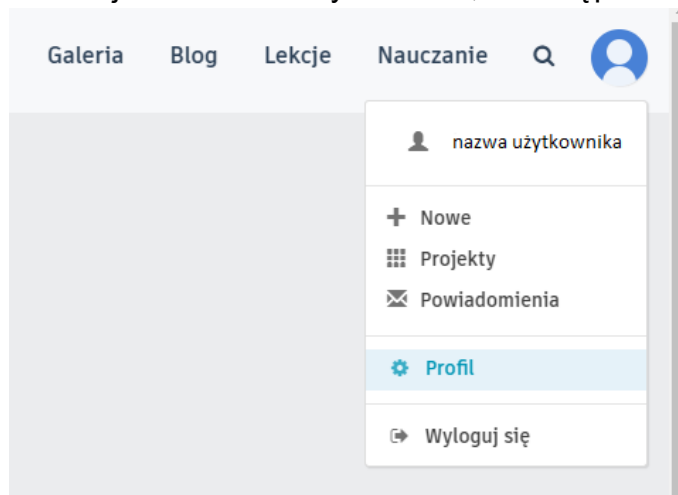 Galeria Blog Lekcje Nauczanie
nazwa użytkownika
Nowe
Projekty
Powiadomienia
Profil
Wyloguj się